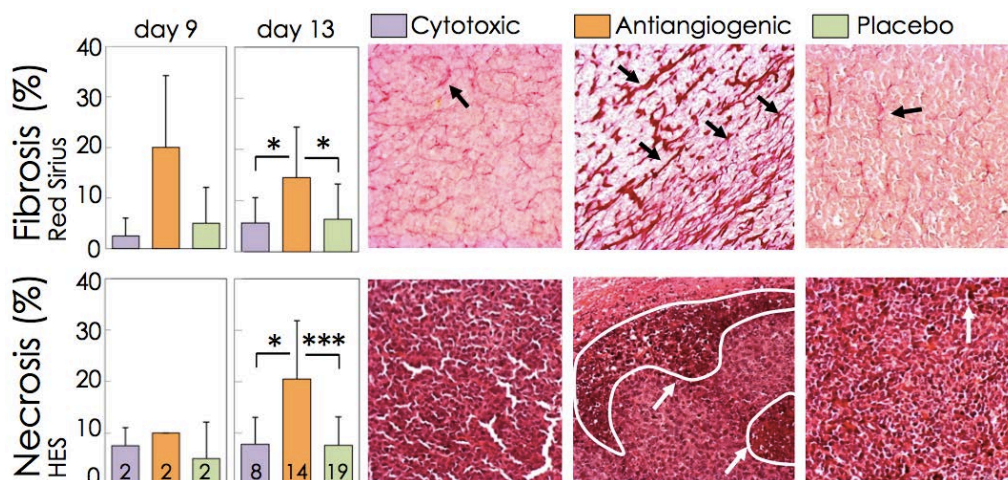 day 9 day 13 Cytotoxic Antiangiogenic Placebo
Fibrosis (%)
Red Sirius
40
30
20
10
0
* *
Necrosis (%)
HES
40
30
20
10
0
* ***
2 2 2 8 14 19